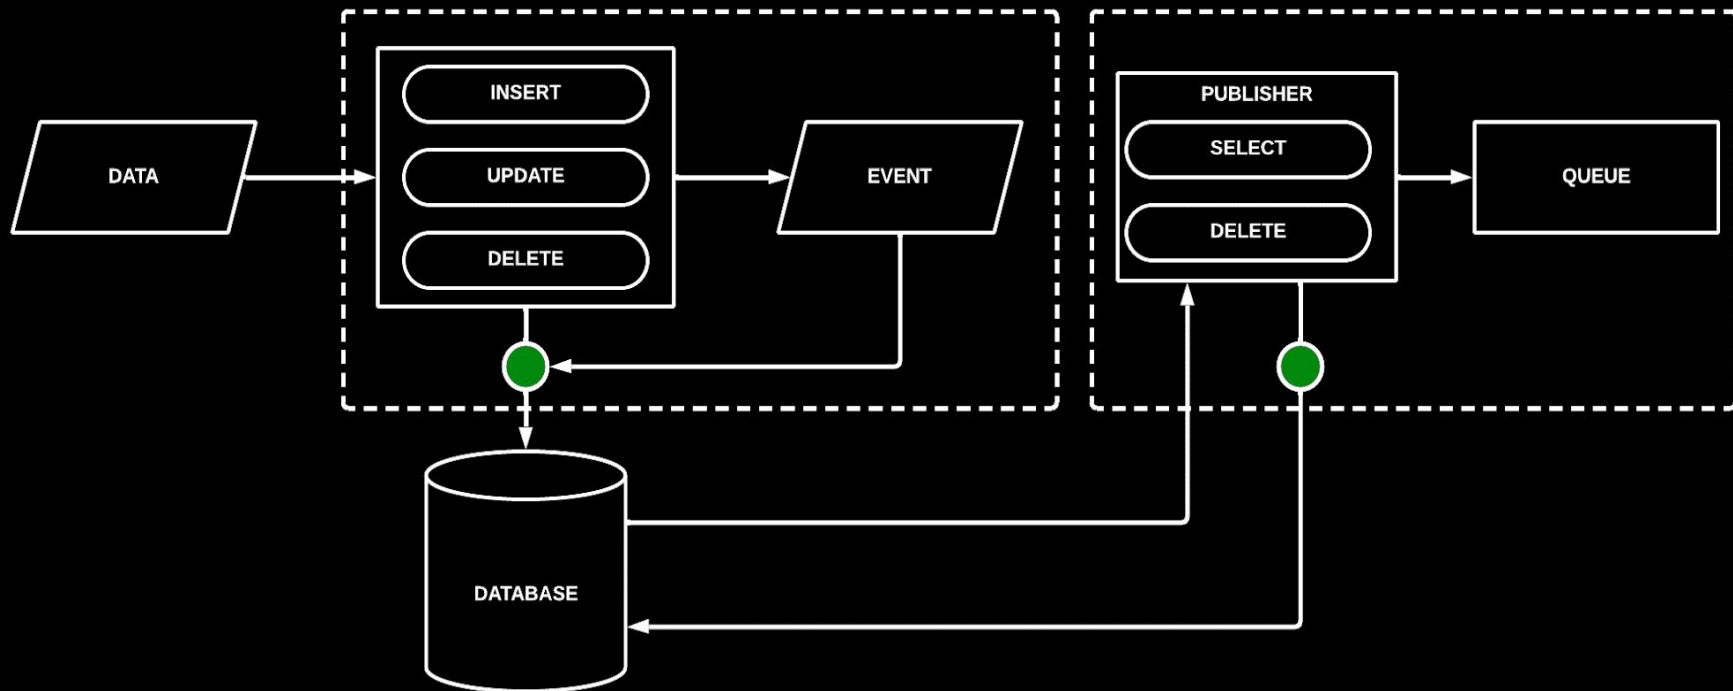 DATA
INSERT
UPDATE
DELETE
EVENT
PUBLISHER
SELECT
DELETE
QUEUE
DATABASE